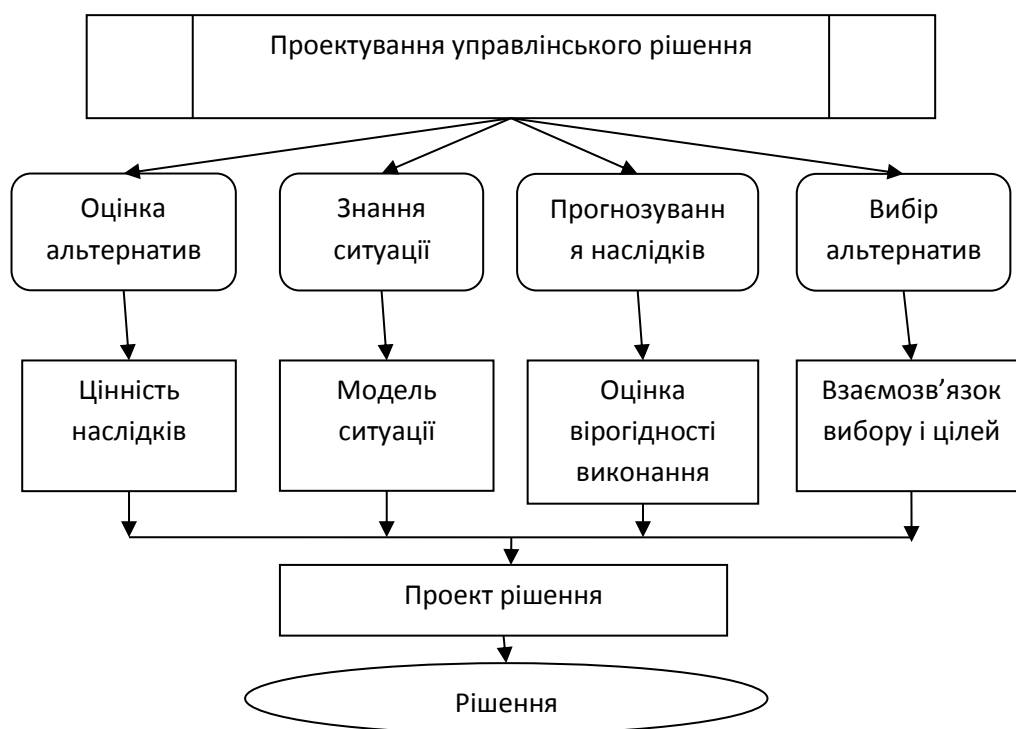 Проектування управлінського рішення
Оцінка
альтернатив
Знання
ситуації
Прогнозуванн
я наслідків
Вибір
альтернатив
Цінність
наслідків
Модель
ситуації
Оцінка
вірогідності
виконання
Взаємозв’язок
вибору і цілей
Проект рішення
Рішення